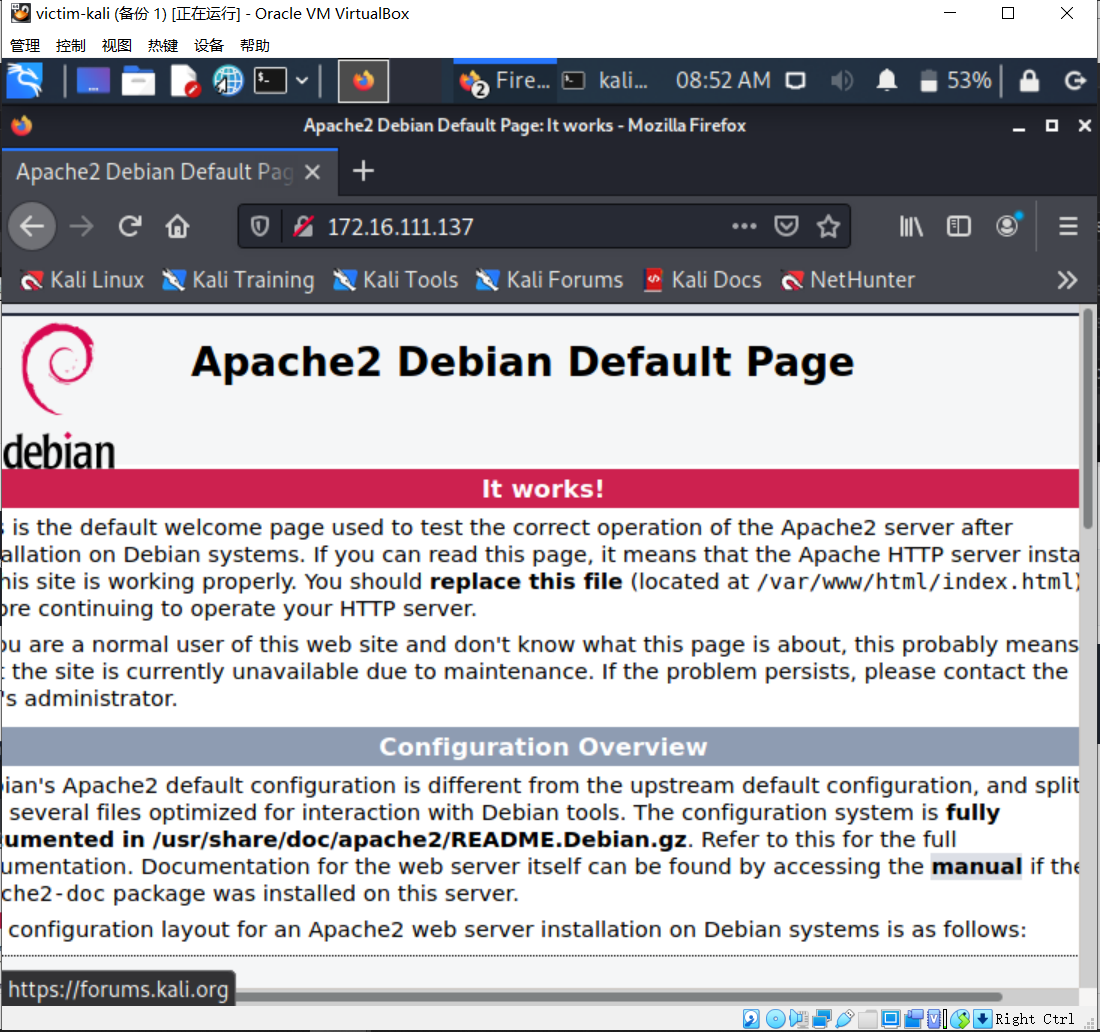 victim-kali (备份 1) [正在运行] - Oracle VM VirtualBox
管理 控制 视图 热键 设备 帮助
Fire... kali... 08:52 AM 53%
Apache2 Debian Default Page: It works - Mozilla Firefox
Apache2 Debian Default Pag
172.16.111.137
Kali Linux Kali Training Kali Tools Kali Forums Kali Docs NetHunter
Apache2 Debian Default Page
debian
It works!
s is the default welcome page used to test the correct operation of the Apache2 server after
allation on Debian systems. If you can read this page, it means that the Apache HTTP server insta
his site is working properly. You should replace this file (located at /var/www/html/index.html)
ore continuing to operate your HTTP server.
ou are a normal user of this web site and don't know what this page is about, this probably means
t the site is currently unavailable due to maintenance. If the problem persists, please contact the
's administrator.
Configuration Overview
ian's Apache2 default configuration is different from the upstream default configuration, and split
several files optimized for interaction with Debian tools. The configuration system is fully
umented in /usr/share/doc/apache2/README.Debian.gz. Refer to this for the full
umentation. Documentation for the web server itself can be found by accessing the manual if the
che2-doc package was installed on this server.
configuration layout for an Apache2 web server installation on Debian systems is as follows:
https://forums.kali.org
Right Ctrl